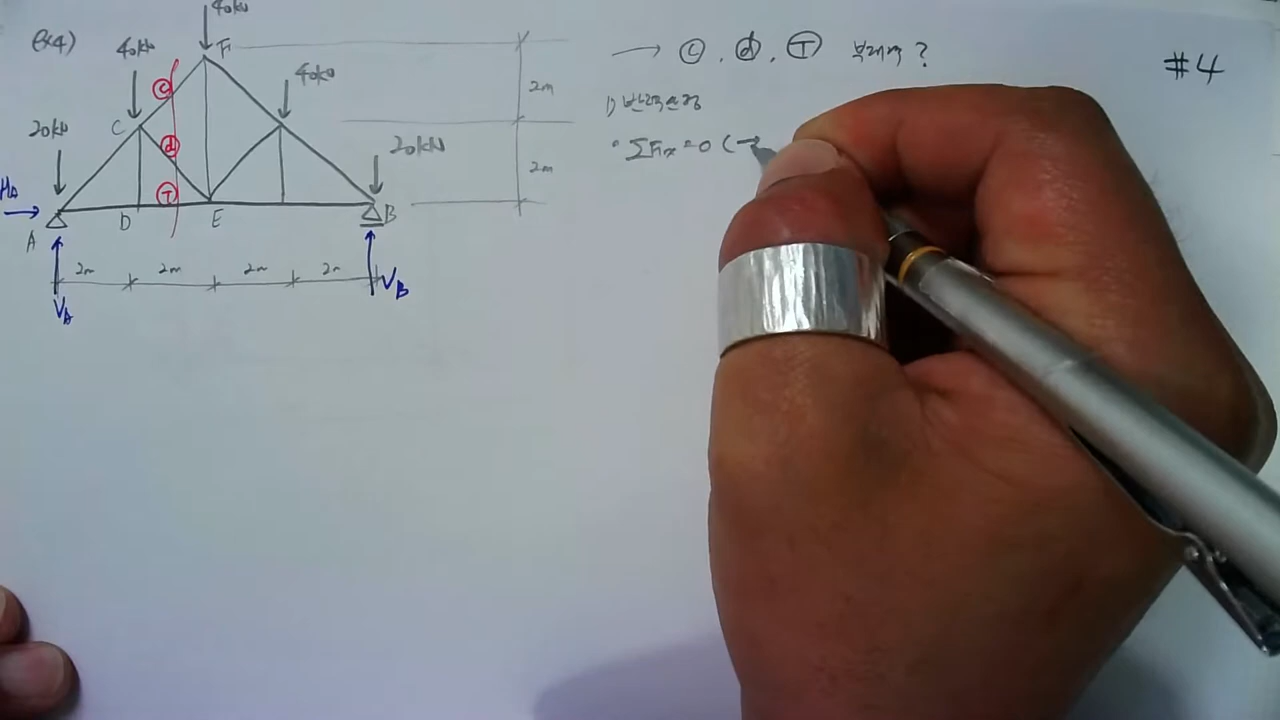 ex4)
40kN
F
→ ⓒ, ⓓ, Ⓣ 부재력?
#4
40kN
ⓒ
40kN
2m
1) 반력산정
20kN
C
ⓓ
20kN
° ΣFx=0 (→
HA
Ⓣ
2m
A
D
E
B
2m
2m
2m
2m
VA
VB